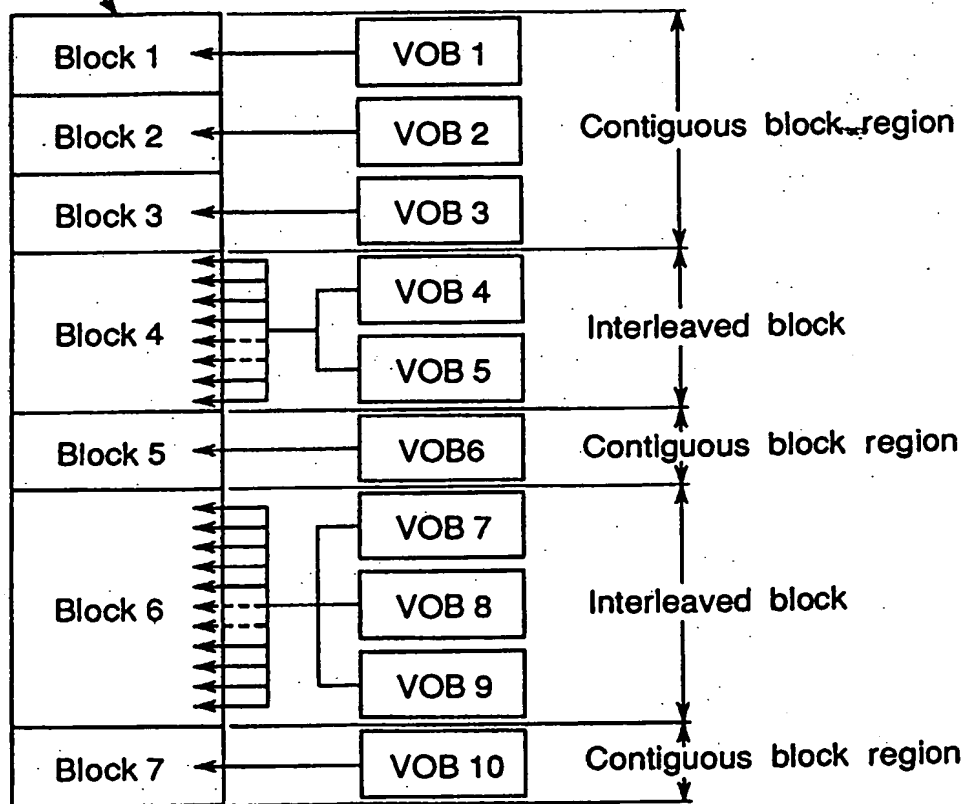 Block 1
VOB 1
Block 2
VOB 2
Contiguous block region
Block 3
VOB 3
Block 4
VOB 4
Interleaved block
VOB 5
Block 5
VOB6
Contiguous block region
Block 6
VOB 7
VOB 8
Interleaved block
VOB 9
Block 7
VOB 10
Contiguous block region